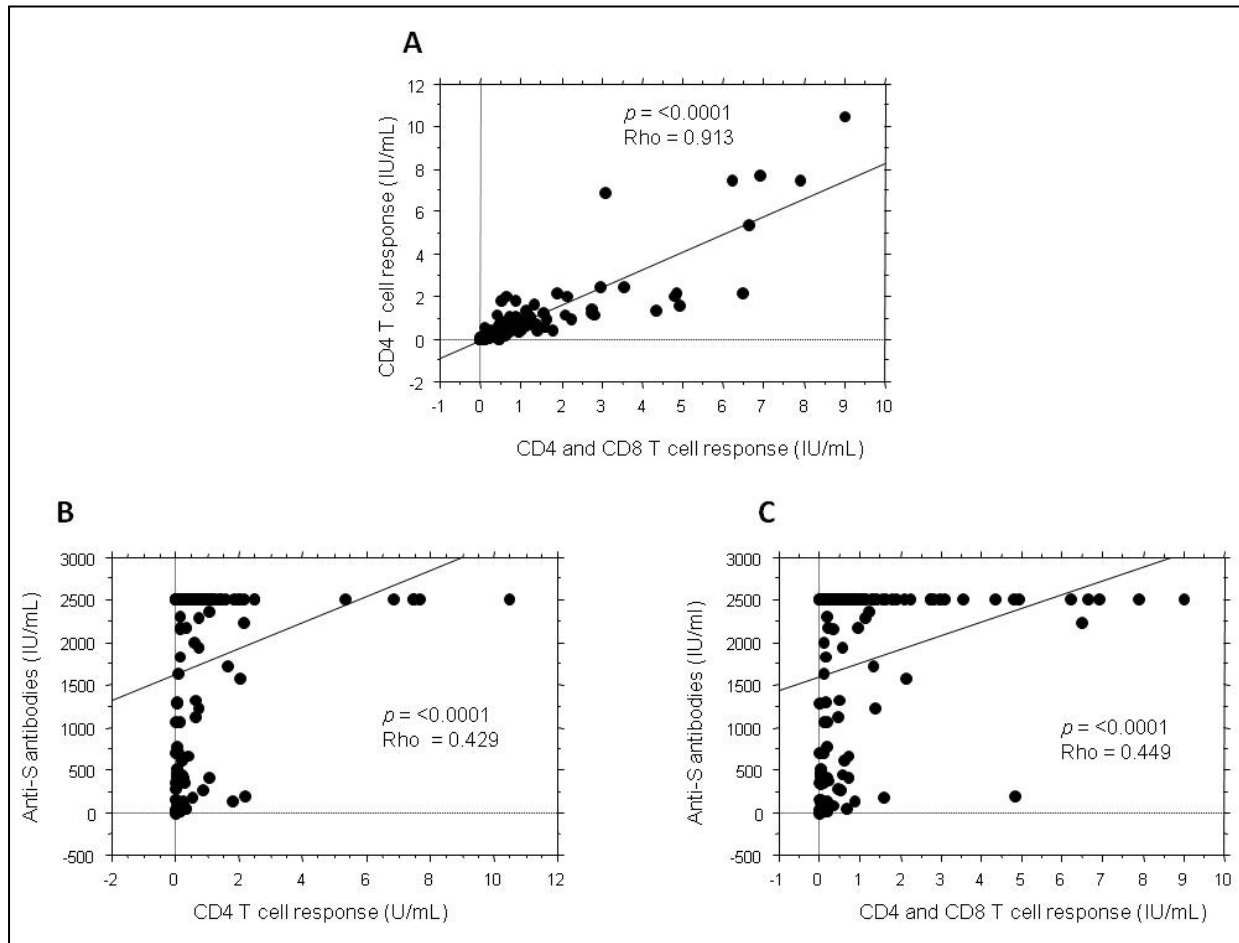 A
12
10
8
6
4
2
0
-2
CD4 T cell response (IU/mL)
p = <0.0001
Rho = 0.913
-1 0 1 2 3 4 5 6 7 8 9 10
CD4 and CD8 T cell response (IU/mL)
B
3000
2500
2000
1500
1000
500
0
-500
Anti-S antibodies (IU/mL)
p = <0.0001
Rho = 0.429
-2 0 2 4 6 8 10 12
CD4 T cell response (U/mL)
C
3000
2500
2000
1500
1000
500
0
-500
Anti-S antibodies (IU/ml)
p = <0.0001
Rho = 0.449
-1 0 1 2 3 4 5 6 7 8 9 10
CD4 and CD8 T cell response (IU/mL)